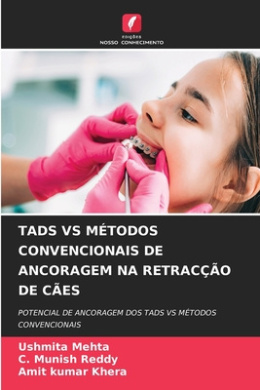 edições
NOSSO CONHECIMENTO
TADS VS MÉTODOS
CONVENCIONAIS DE
ANCORAGEM NA RETRACÇÃO
DE CÃES
POTENCIAL DE ANCORAGEM DOS TADS VS MÉTODOS
CONVENCIONAIS
Ushmita Mehta
C. Munish Reddy
Amit kumar Khera